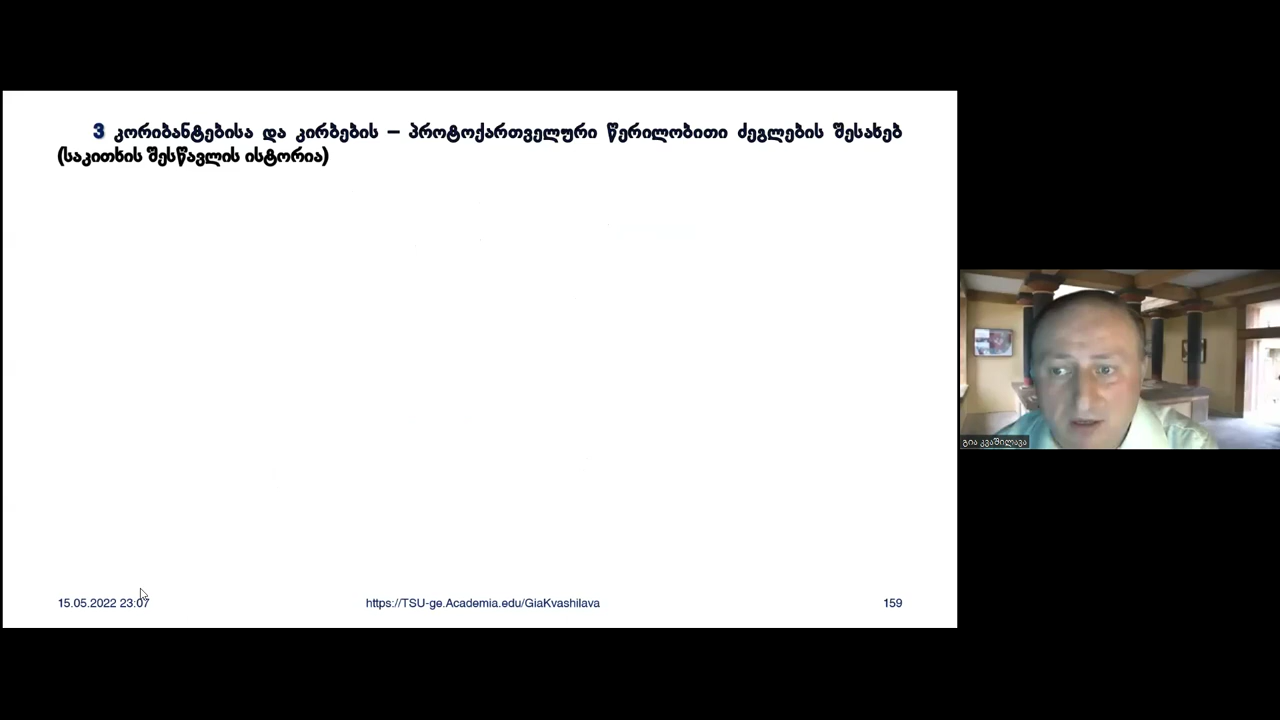 3 კორიბანტებისა და კირბების – პროტოქართველური წერილობითი ძეგლების შესახებ
(საკითხის შესწავლის ისტორია)
გია კვაშილავა
15.05.2022 23:07
https://TSU-ge.Academia.edu/GiaKvashilava
159